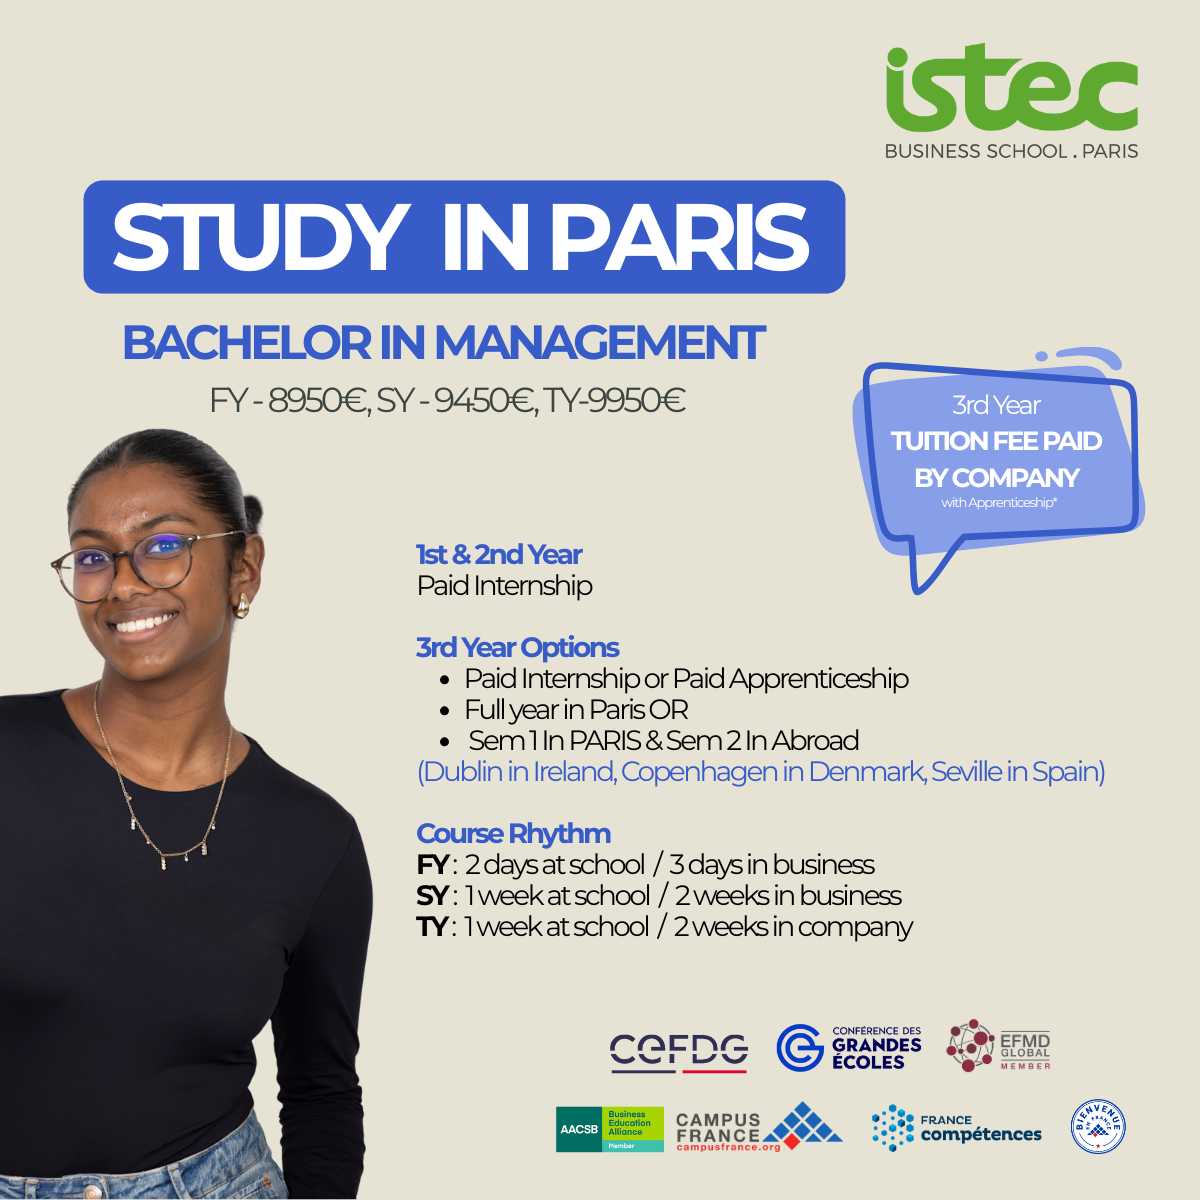 istec
BUSINESS SCHOOL . PARIS
STUDY IN PARIS
BACHELOR IN MANAGEMENT
FY - 8950€, SY - 9450€, TY-9950€
3rd Year
TUITION FEE PAID
BY COMPANY
with Apprenticeship*
1st & 2nd Year
Paid Internship
3rd Year Options
• Paid Internship or Paid Apprenticeship
• Full year in Paris OR
• Sem 1 In PARIS & Sem 2 In Abroad
(Dublin in Ireland, Copenhagen in Denmark, Seville in Spain)
Course Rhythm
FY : 2 days at school / 3 days in business
SY : 1 week at school / 2 weeks in business
TY : 1 week at school / 2 weeks in company
CEFDG
CONFÉRENCE DES
GRANDES
ÉCOLES
EFMD
GLOBAL
MEMBER
AACSB
Business
Education
Alliance
Member
CAMPUS
FRANCE
campusfrance.org
FRANCE
compétences
BIENVENUE
EN FRANCE